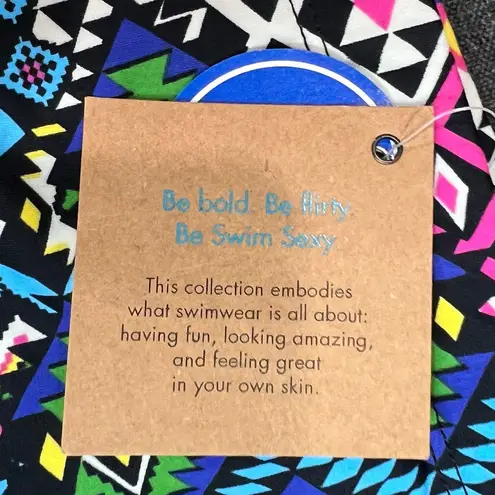 Be bold. Be flirty.
Be Swim Sexy
This collection embodies
what swimwear is all about:
having fun, looking amazing,
and feeling great
in your own skin.